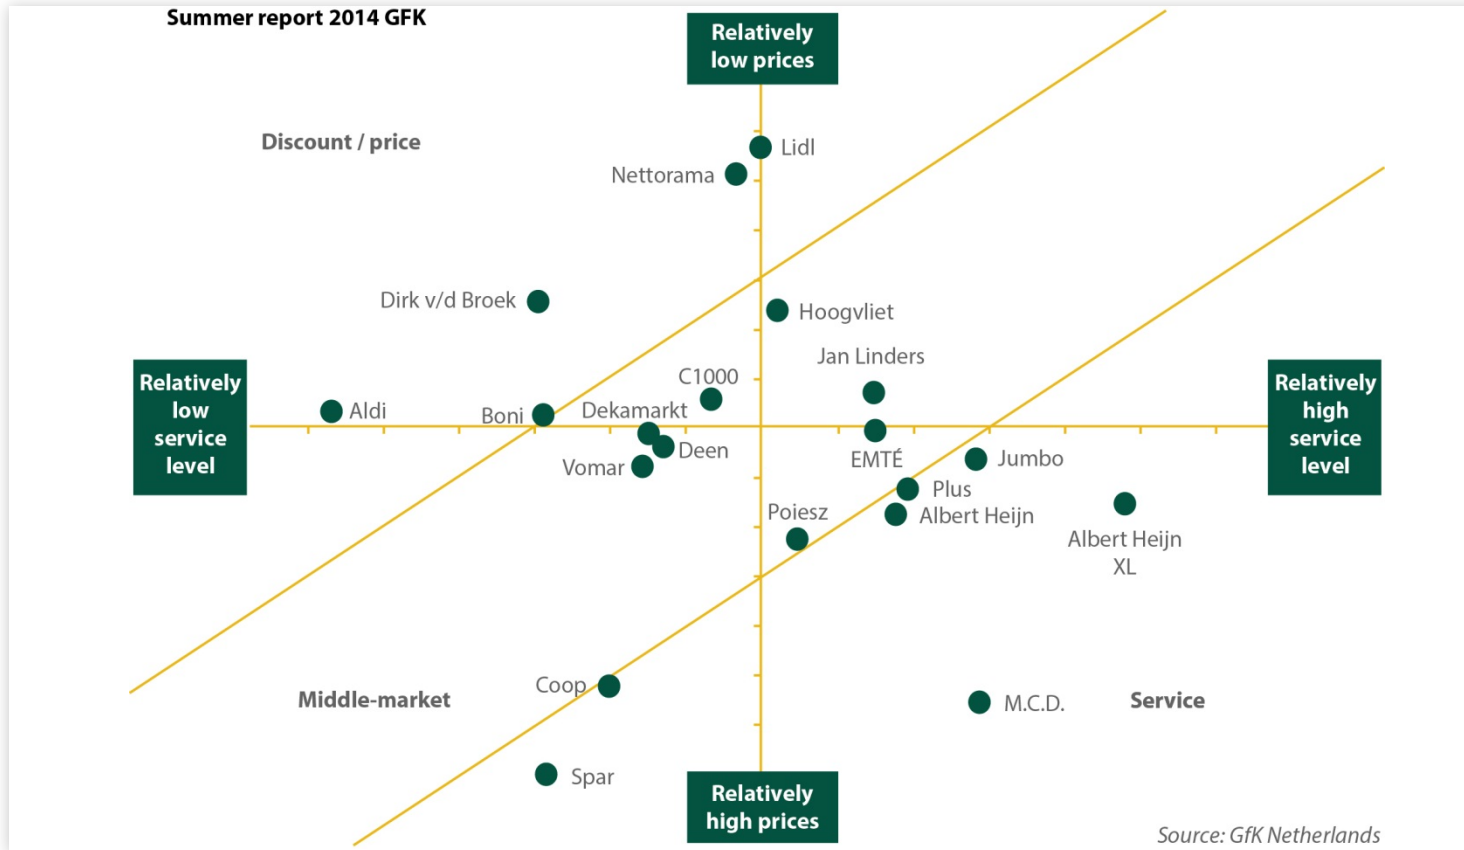 Summer report 2014 GFK
Relatively
low prices
Discount / price
Lidl
Nettorama
Dirk v/d Broek
Hoogvliet
Jan Linders
C1000
Relatively
low
service
level
Aldi
Boni
Dekamarkt
Relatively
high
service
level
Deen
Vomar
EMTÉ
Jumbo
Plus
Poiesz
Albert Heijn
Albert Heijn
XL
Coop
Middle-market
M.C.D.
Service
Spar
Relatively
high prices
Source: GfK Netherlands